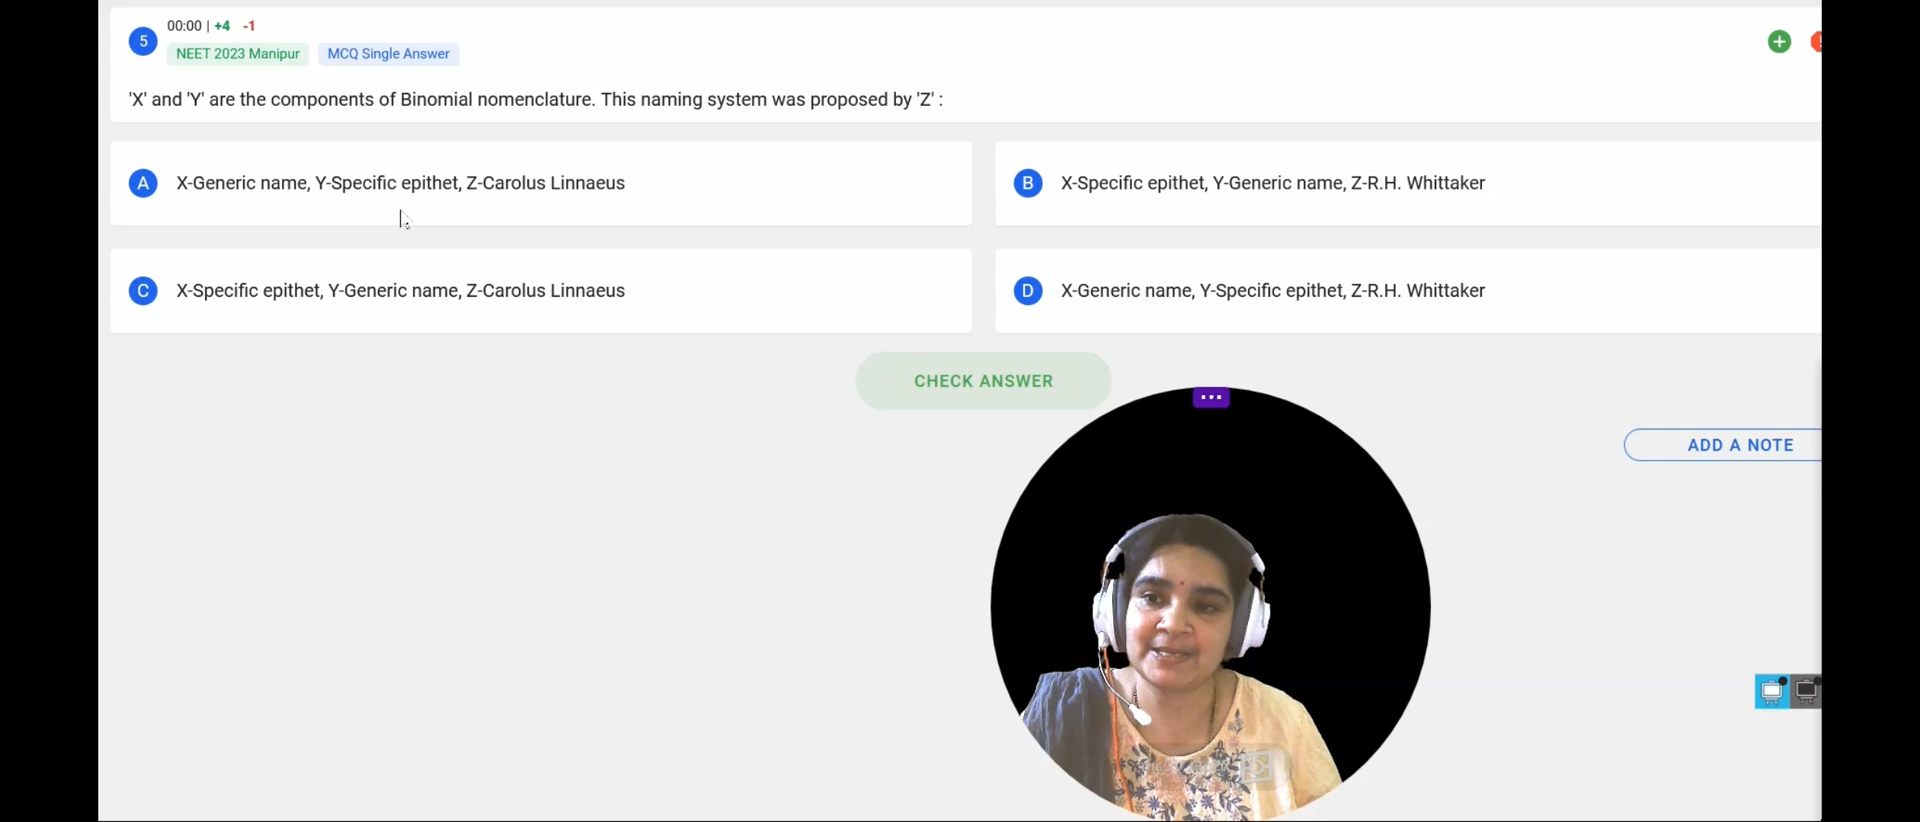 5
00:00 | +4 -1
NEET 2023 Manipur MCQ Single Answer
'X' and 'Y' are the components of Binomial nomenclature. This naming system was proposed by 'Z' :
A X-Generic name, Y-Specific epithet, Z-Carolus Linnaeus
B X-Specific epithet, Y-Generic name, Z-R.H. Whittaker
C X-Specific epithet, Y-Generic name, Z-Carolus Linnaeus
D X-Generic name, Y-Specific epithet, Z-R.H. Whittaker
CHECK ANSWER
ADD A NOTE